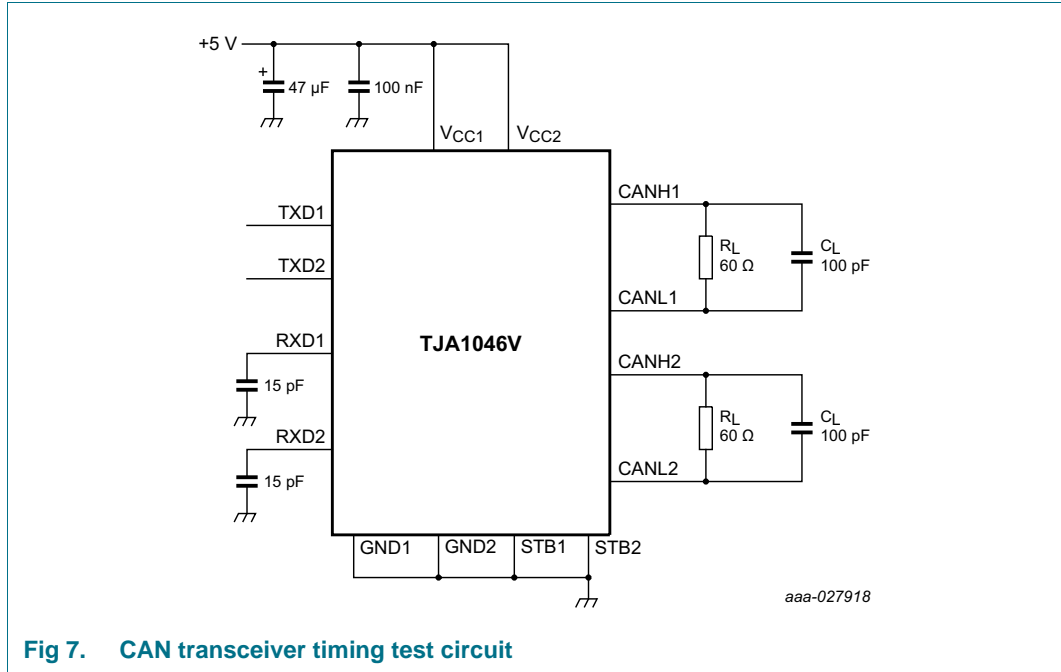 +5 V
+
47 µF
100 nF
VCC1
VCC2
CANH1
TXD1
RL
60 Ω
CL
100 pF
TXD2
CANL1
RXD1
TJA1046V
CANH2
15 pF
RL
60 Ω
CL
100 pF
RXD2
CANL2
15 pF
GND1
GND2
STB1
STB2
aaa-027918
Fig 7. CAN transceiver timing test circuit